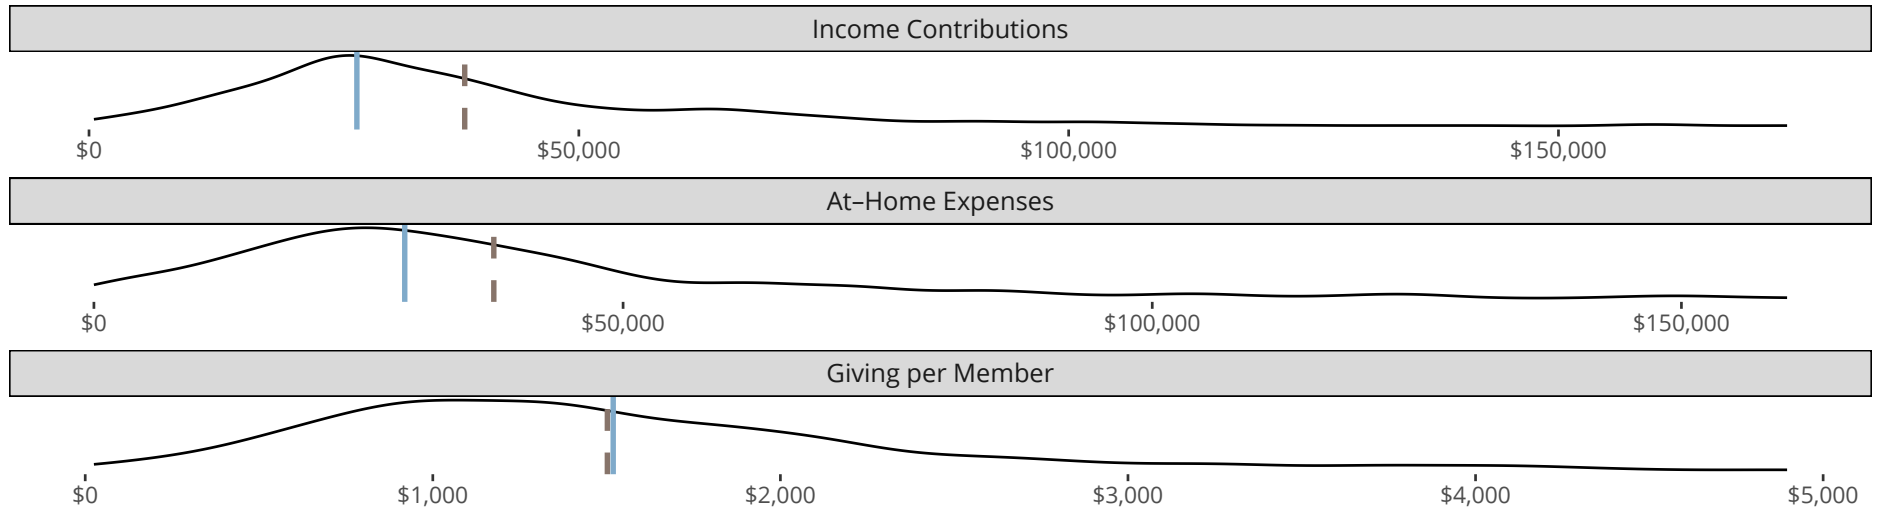 Income Contributions
$0 $50,000 $100,000 $150,000
At–Home Expenses
$0 $50,000 $100,000 $150,000
Giving per Member
$0 $1,000 $2,000 $3,000 $4,000 $5,000